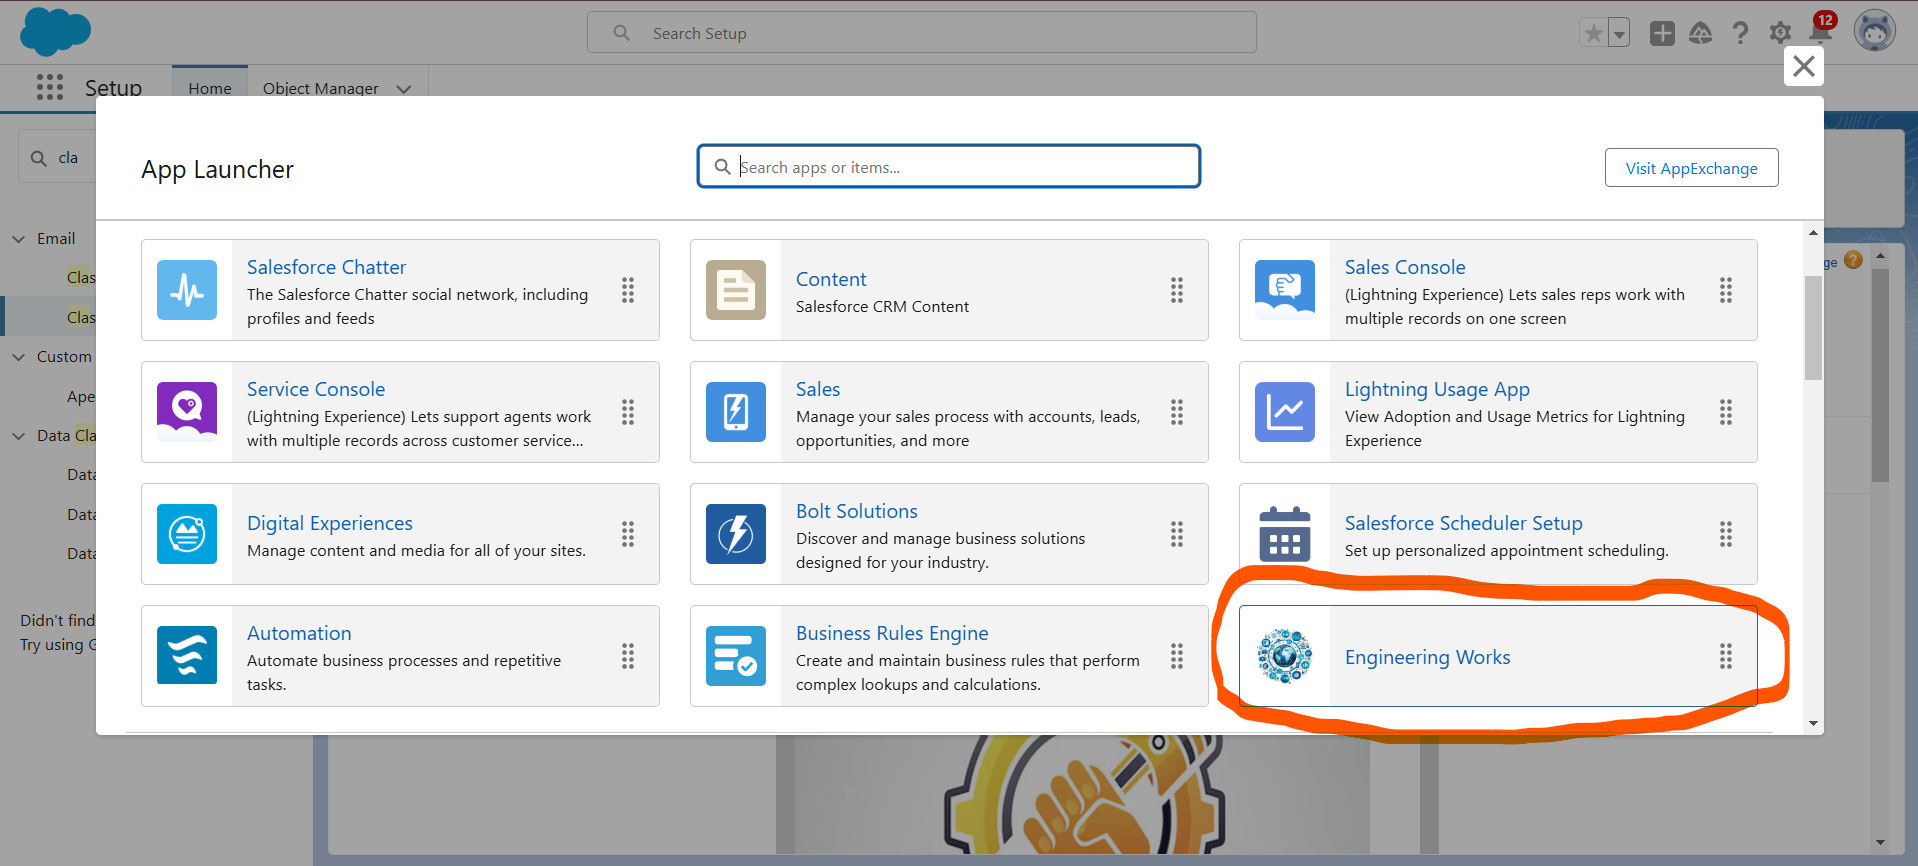 Search Setup
12
Setup
Home
Object Manager
cla
App Launcher
Search apps or items...
Visit AppExchange
Email
Clas
Clas
Custom
Ape
Data Cla
Data
Data
Data
Didn't find
Try using G
ge ?
Salesforce Chatter
The Salesforce Chatter social network, including
profiles and feeds
Content
Salesforce CRM Content
Sales Console
(Lightning Experience) Lets sales reps work with
multiple records on one screen
Service Console
(Lightning Experience) Lets support agents work
with multiple records across customer service...
Sales
Manage your sales process with accounts, leads,
opportunities, and more
Lightning Usage App
View Adoption and Usage Metrics for Lightning
Experience
Digital Experiences
Manage content and media for all of your sites.
Bolt Solutions
Discover and manage business solutions
designed for your industry.
Salesforce Scheduler Setup
Set up personalized appointment scheduling.
Automation
Automate business processes and repetitive
tasks.
Business Rules Engine
Create and maintain business rules that perform
complex lookups and calculations.
Engineering Works